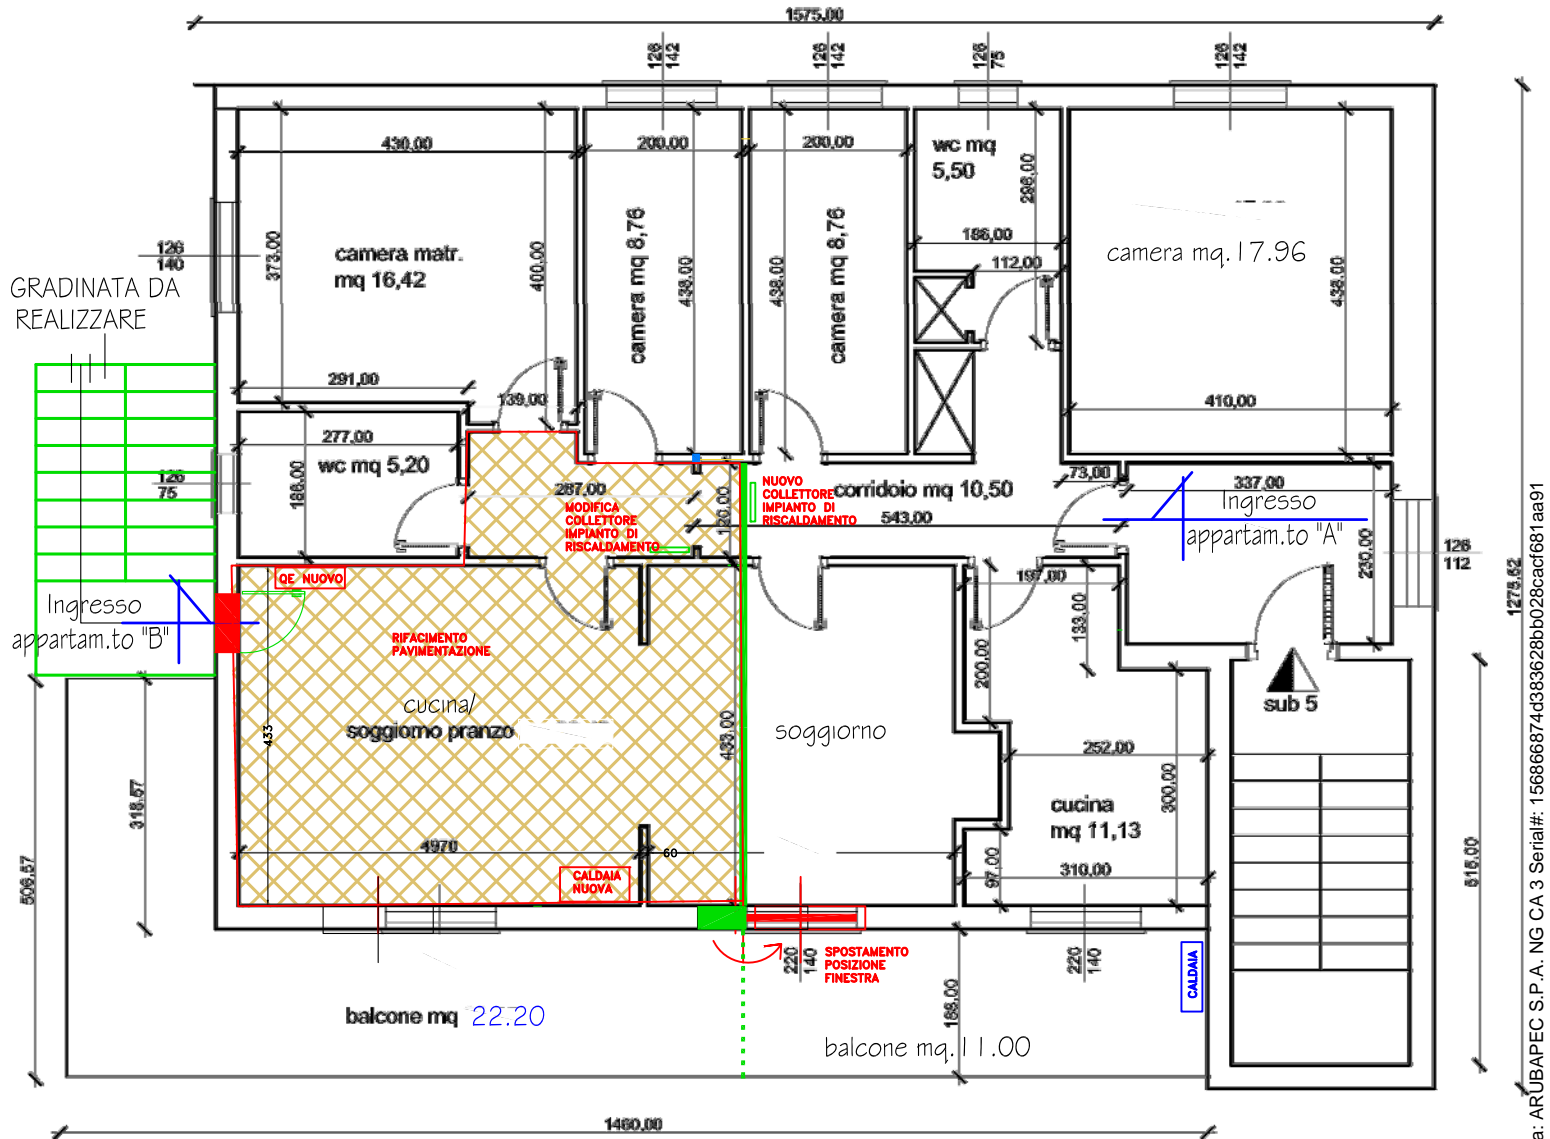 1575,00
126
142
126
142
126
75
126
142
430,00
200,00
200,00
wc mq
5,50
296,00
373,00
400,00
camera matr.
mq 16,42
camera mq 8,76
438,00
438,00
camera mq 8,76
186,00
112,00
camera mq.17.96
438,00
126
140
GRADINATA DA
REALIZZARE
291,00
139,00
410,00
277,00
wc mq 5,20
186,00
126
75
287,00
MODIFICA
COLLETTORE
IMPIANTO DI
RISCALDAMENTO
120,00
NUOVO
COLLETTORE
IMPIANTO DI
RISCALDAMENTO
corridoio mq 10,50
543,00
73,00
337,00
Ingresso
appartam.to "A"
230,00
126
112
1275.52
QE NUOVO
Ingresso
appartam.to "B"
RIFACIMENTO
PAVIMENTAZIONE
197,00
133,00
200,00
sub 5
cucina/
soggiorno pranzo
433
433,00
soggiorno
252,00
300,00
cucina
mq 11,13
318.57
506.57
4970
60
97,00
310,00
515,00
CALDAIA
NUOVA
220
140
SPOSTAMENTO
POSIZIONE
FINESTRA
220
140
CALDAIA
188,00
balcone mq 22.20
balcone mq.11.00
1460,00
a: ARUBAPEC S.P.A. NG CA 3 Serial#: 156866874d383628bb028cacf681aa91